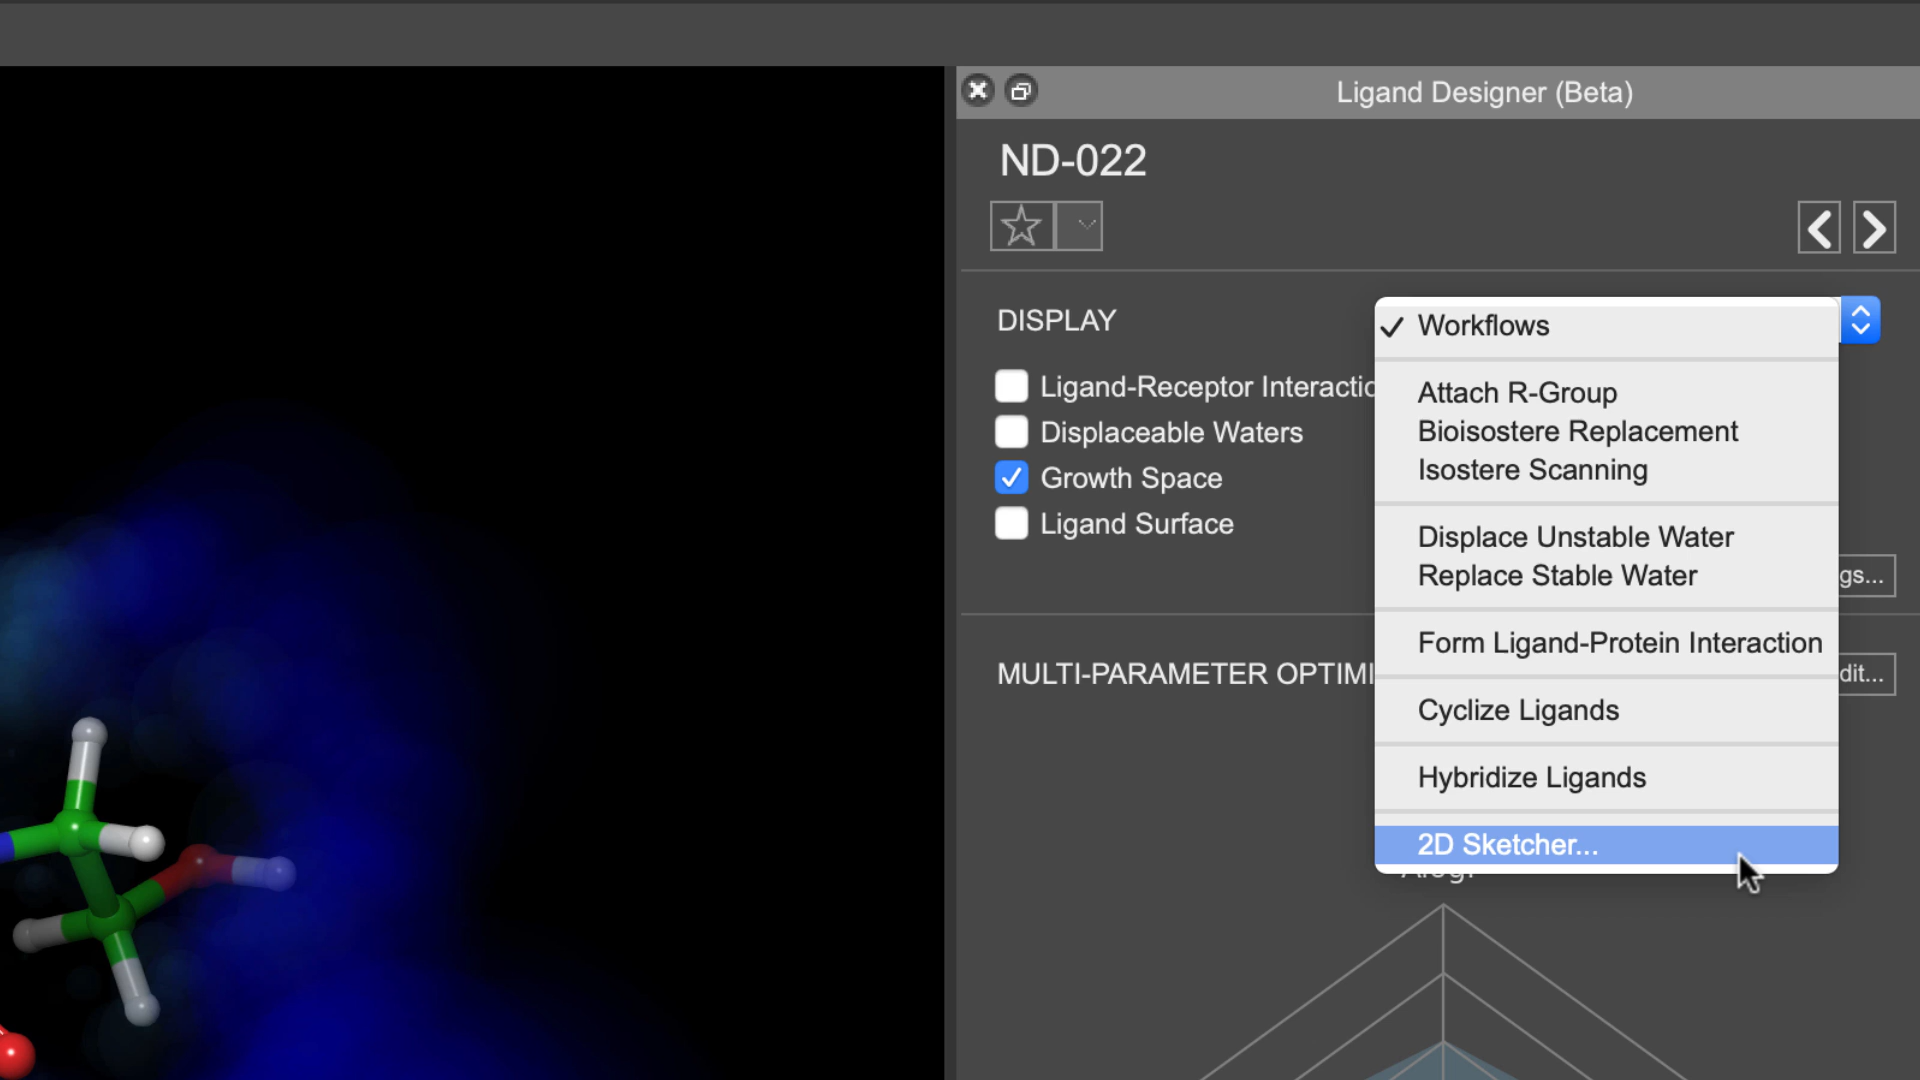 Ligand Designer (Beta)
ND-022
DISPLAY
Workflows
Ligand-Receptor
Attach R-Group
Displaceable Waters
Bioisostere Replacement
Growth Space
Isostere Scanning
Ligand Surface
Displace Unstable Water
Replace Stable Water
gs...
Form Ligand-Protein Interaction
MULTI-PARAMETER
dit...
Cyclize Ligands
Hybridize Ligands
2D Sketcher...